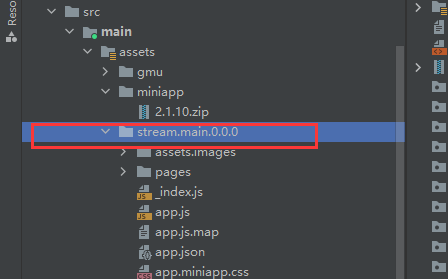 Reso
src
main
assets
gmu
miniapp
2.1.10.zip
stream.main.0.0.0
assets.images
pages
_index.js
app.js
app.js.map
app.json
app.miniapp.css